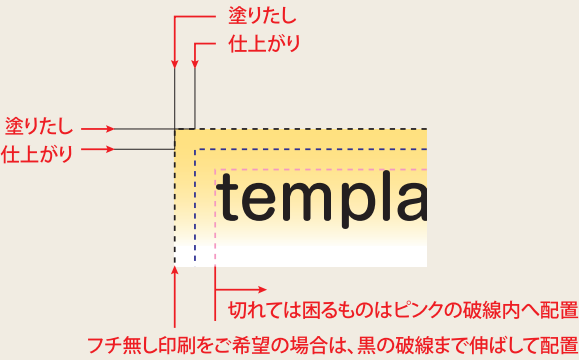 塗りたし
仕上がり
塗りたし
仕上がり
templa
切れては困るものはピンクの破線内へ配置
フチ無し印刷をご希望の場合は、黒の破線まで伸ばして配置